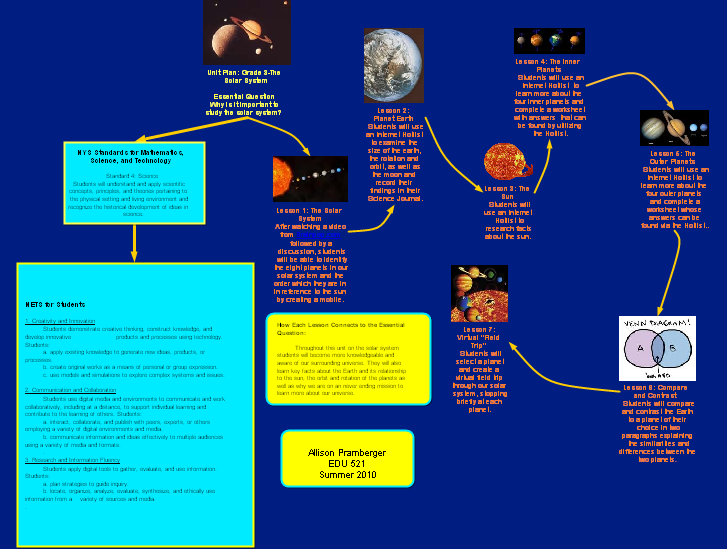 Unit Plan: Grade 3-The
Solar System
Essential Question
Why is it important to
study the solar system?
NYS Standards for Mathematics,
Science, and Technology
Standard 4: Science
Students will understand and apply scientific
concepts, principles, and theories pertaining to
the physical setting and living environment and
recognize the historical development of ideas in
science.
NETS for Students
1. Creativity and Innovation
Students demonstrate creative thinking, construct knowledge, and
develop innovative products and processes using technology.
Students:
a. apply existing knowledge to generate new ideas, products, or
processes.
b. create original works as a means of personal or group expression.
c. use models and simulations to explore complex systems and issues.
2. Communication and Collaboration
Students use digital media and environments to communicate and work
collaboratively, including at a distance, to support individual learning and
contribute to the learning of others. Students:
a. interact, collaborate, and publish with peers, experts, or others
employing a variety of digital environments and media.
b. communicate information and ideas effectively to multiple audiences
using a variety of media and formats.
3. Research and Information Fluency
Students apply digital tools to gather, evaluate, and use information.
Students:
a. plan strategies to guide inquiry.
b. locate, organize, analyze, evaluate, synthesize, and ethically use
information from a variety of sources and media.
Lesson 1: The Solar
System
After watching a video
from
followed by a
discussion, students
will be able to identify
the eight planets in our
solar system and the
order which they are in
in reference to the sun
by creating a mobile.
Lesson 2:
Planet Earth
Students will use
an Internet Hotlist
to examine the
size of the earth,
the rotation and
orbit, as well as
the moon and
record their
findings in their
Science Journal.
Lesson 3: The
Sun
Students will
use an Internet
Hotlist to
research facts
about the sun.
Lesson 4: The Inner
Planets
Students will use an
Internet Hotlist to
learn more about the
four inner planets and
complete a worksheet
with answers that can
be found by utilizing
the Hotlist.
Lesson 5: The
Outer Planets
Students will use an
Internet Hotlist to
learn more about the
four outer planets and
complete a
worksheet whose
answers can be
found via the Hotlist..
VENN DIAGRAM!
A B
Lesson 6: Compare
and Contrast
Students will compare
and contrast the Earth
to a planet of their
choice in two
paragraphs explaining
the similarities and
differences between the
two planets.
Lesson 7:
Virtual "Field
Trip"
Students will
select a planet
and create a
virtual field trip
through our solar
system, stopping
briefly at each
planet.
How Each Lesson Connects to the Essential
Question:
Throughout this unit on the solar system
students will become more knowledgeable and
aware of our surrounding universe. They will also
learn key facts about the Earth and its relationship
to the sun, the orbit and rotation of the planets as
well as why we are on an never ending mission to
learn more about our universe.
Allison Pramberger
EDU 521
Summer 2010